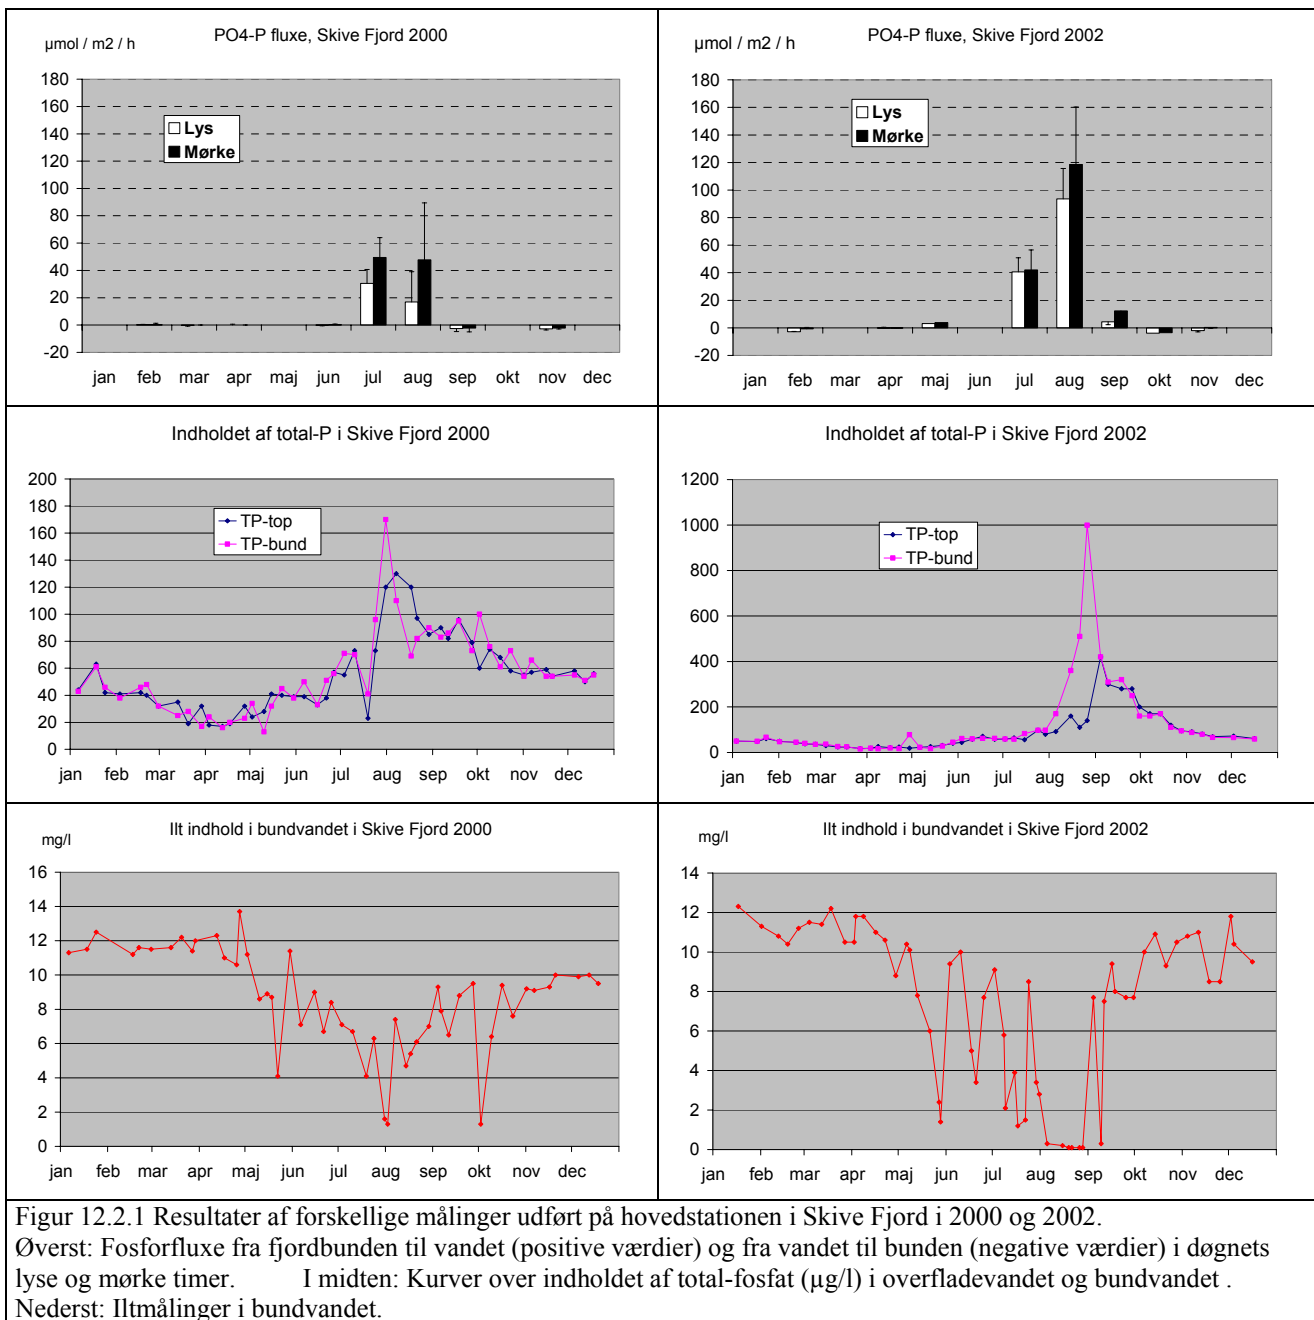 PO4-P fluxe, Skive Fjord 2000
µmol / m2 / h
180
160
140
120
100
80
60
40
20
0
-20
Lys
Mørke
jan feb mar apr maj jun jul aug sep okt nov dec
PO4-P fluxe, Skive Fjord 2002
µmol / m2 / h
180
160
140
120
100
80
60
40
20
0
-20
Lys
Mørke
jan feb mar apr maj jun jul aug sep okt nov dec
Indholdet af total-P i Skive Fjord 2000
200
180
160
140
120
100
80
60
40
20
0
TP-top
TP-bund
jan feb mar apr maj jun jul aug sep okt nov dec
Indholdet af total-P i Skive Fjord 2002
1200
1000
800
600
400
200
0
TP-top
TP-bund
jan feb mar apr maj jun jul aug sep okt nov dec
Ilt indhold i bundvandet i Skive Fjord 2000
mg/l
16
14
12
10
8
6
4
2
0
jan feb mar apr maj jun jul aug sep okt nov dec
Ilt indhold i bundvandet i Skive Fjord 2002
mg/l
14
12
10
8
6
4
2
0
jan feb mar apr maj jun jul aug sep okt nov dec
Figur 12.2.1 Resultater af forskellige målinger udført på hovedstationen i Skive Fjord i 2000 og 2002.
Øverst: Fosforfluxe fra fjordbunden til vandet (positive værdier) og fra vandet til bunden (negative værdier) i døgnets
lyse og mørke timer. I midten: Kurver over indholdet af total-fosfat (µg/l) i overfladevandet og bundvandet .
Nederst: Iltmålinger i bundvandet.